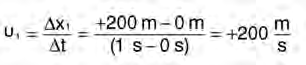 υ₁ = Δx₁ / Δt = +200 m – 0 m / (1 s – 0 s) = +200 m / s